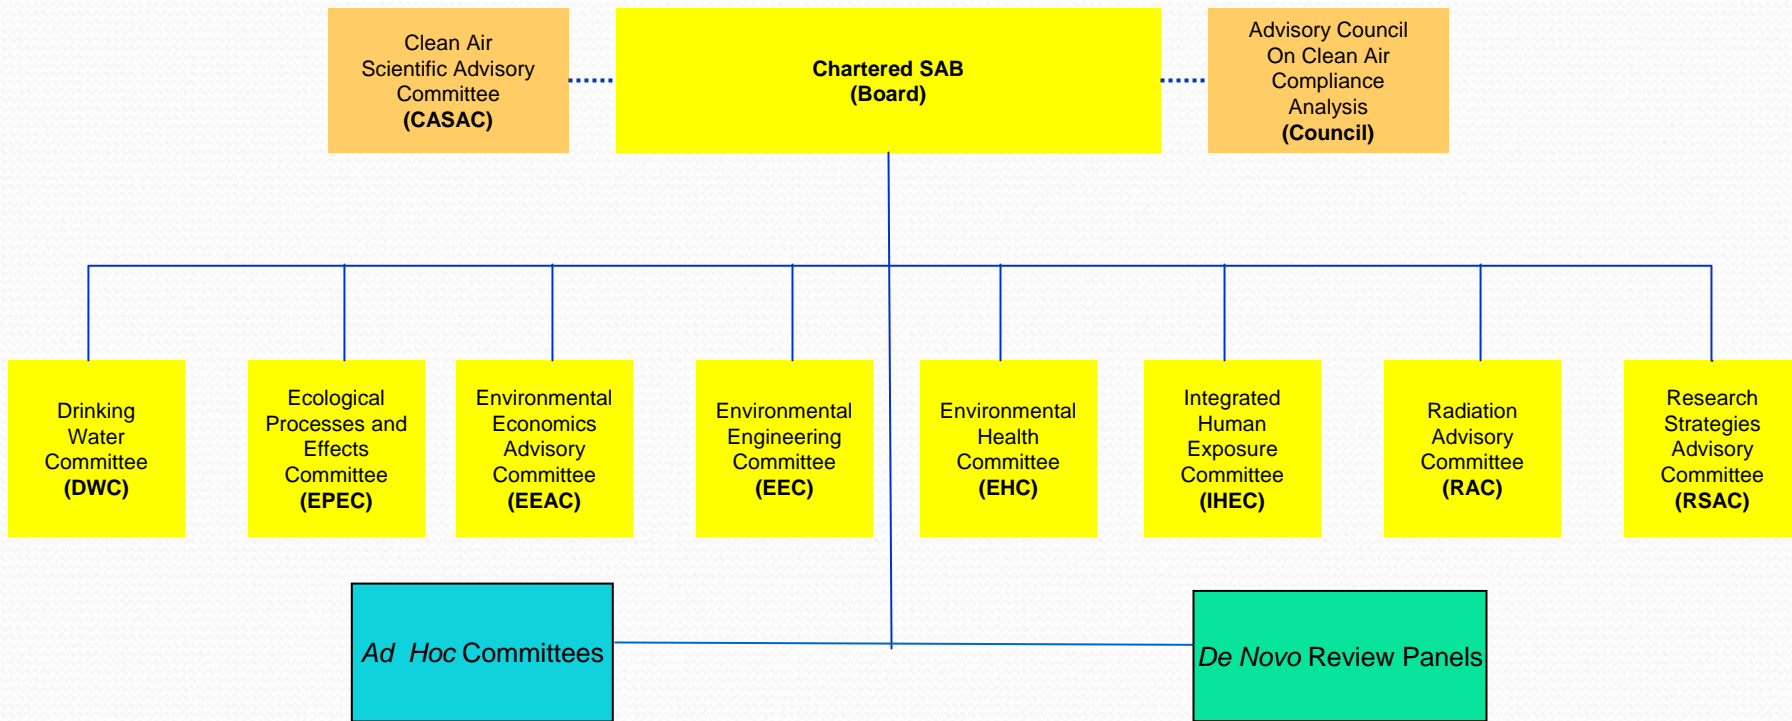 Clean Air
Scientific Advisory
Committee
(CASAC)
Chartered SAB
(Board)
Advisory Council
On Clean Air
Compliance
Analysis
(Council)
Drinking
Water
Committee
(DWC)
Ecological
Processes and
Effects
Committee
(EPEC)
Environmental
Economics
Advisory
Committee
(EEAC)
Environmental
Engineering
Committee
(EEC)
Environmental
Health
Committee
(EHC)
Integrated
Human
Exposure
Committee
(IHEC)
Radiation
Advisory
Committee
(RAC)
Research
Strategies
Advisory
Committee
(RSAC)
Ad Hoc Committees
De Novo Review Panels